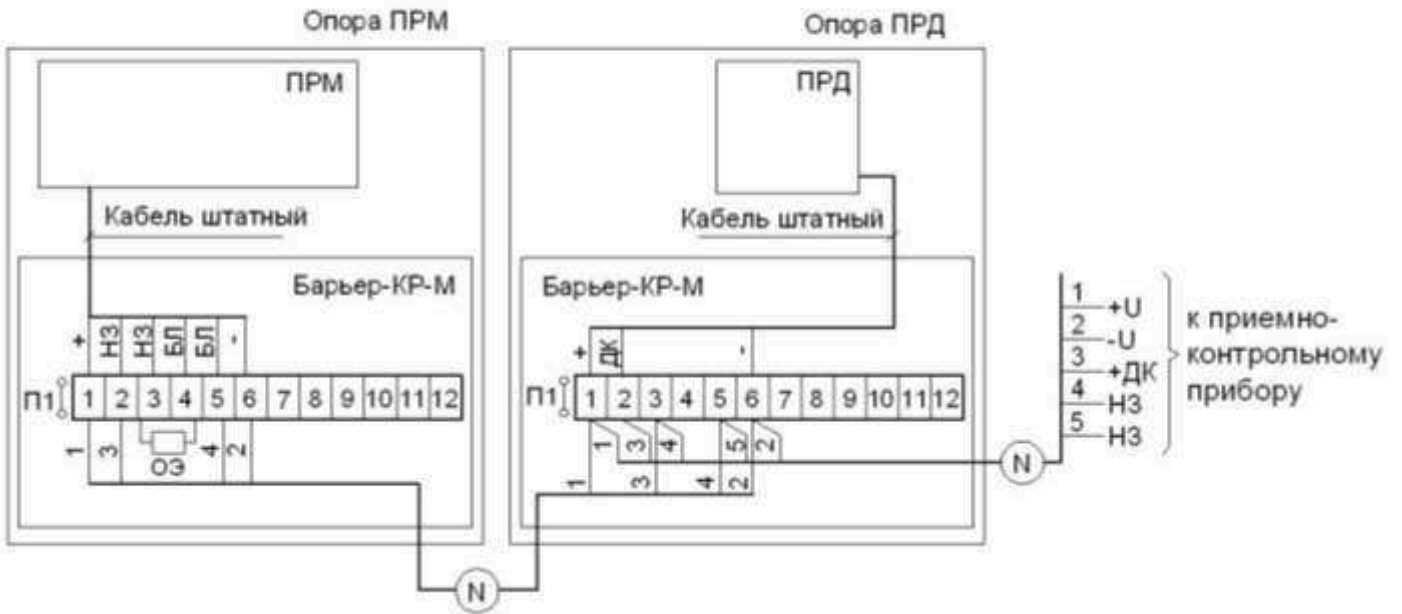 Опора ПРМ
Опора ПРД
ПРМ
ПРД
Кабель штатный
Кабель штатный
Барьер-КР-М
Барьер-КР-М
+ НЗ НЗ БЛ БЛ -
+ ДК -
П1 1 2 3 4 5 6 7 8 9 10 11 12
П1 1 2 3 4 5 6 7 8 9 10 11 12
1 3 ОЭ 4 2
1 3 4 5 2
1 3 4 2
1 +U
2 -U
3 +ДК
4 НЗ
5 НЗ
к приемно-
контрольному
прибору
N
N